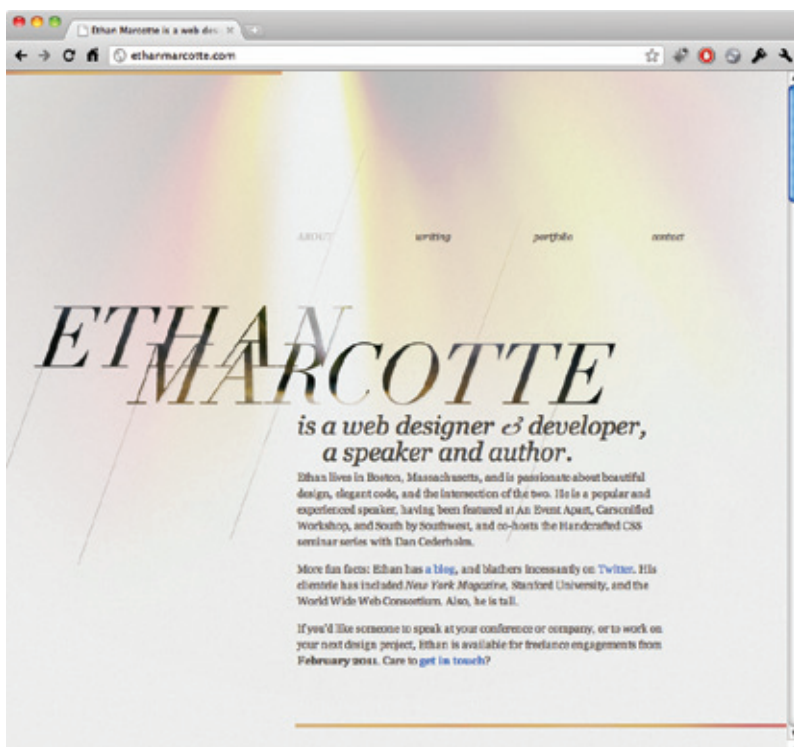 Ethan Marcotte is a web des
ethanmarcotte.com
ABOUT writing portfolio contact
ETHAN
MARCOTTE
is a web designer & developer,
a speaker and author.
Ethan lives in Boston, Massachusetts, and is passionate about beautiful
design, elegant code, and the intersection of the two. He is a popular and
experienced speaker, having been featured at An Event Apart, Carsonified
Workshop, and South by Southwest, and co-hosts the Handcrafted CSS
seminar series with Dan Cederholm.
More fun facts: Ethan has a blog, and blathers incessantly on Twitter. His
clientele has included New York Magazine, Stanford University, and the
World Wide Web Consortium. Also, he is tall.
If you'd like someone to speak at your conference or company, or to work on
your next design project, Ethan is available for freelance engagements from
February 2011. Care to get in touch?